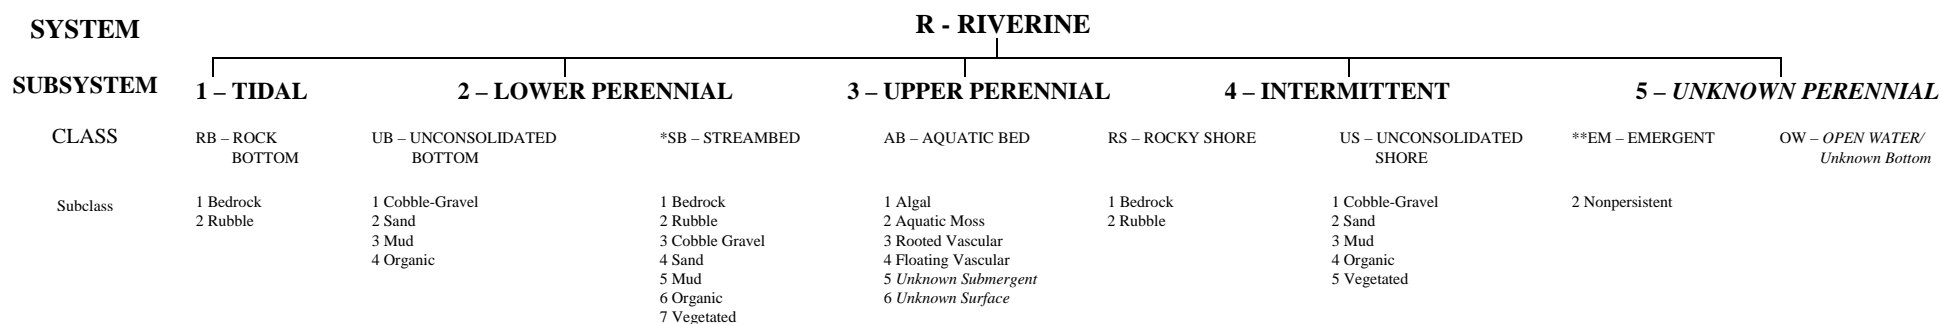 SYSTEM
R - RIVERINE
SUBSYSTEM
1 – TIDAL
2 – LOWER PERENNIAL
3 – UPPER PERENNIAL
4 – INTERMITTENT
5 – UNKNOWN PERENNIAL
CLASS
RB – ROCK
BOTTOM
UB – UNCONSOLIDATED
BOTTOM
*SB – STREAMBED
AB – AQUATIC BED
RS – ROCKY SHORE
US – UNCONSOLIDATED
SHORE
**EM – EMERGENT
OW – OPEN WATER/
Unknown Bottom
Subclass
1 Bedrock
2 Rubble
1 Cobble-Gravel
2 Sand
3 Mud
4 Organic
1 Bedrock
2 Rubble
3 Cobble Gravel
4 Sand
5 Mud
6 Organic
7 Vegetated
1 Algal
2 Aquatic Moss
3 Rooted Vascular
4 Floating Vascular
5 Unknown Submergent
6 Unknown Surface
1 Bedrock
2 Rubble
1 Cobble-Gravel
2 Sand
3 Mud
4 Organic
5 Vegetated
2 Nonpersistent